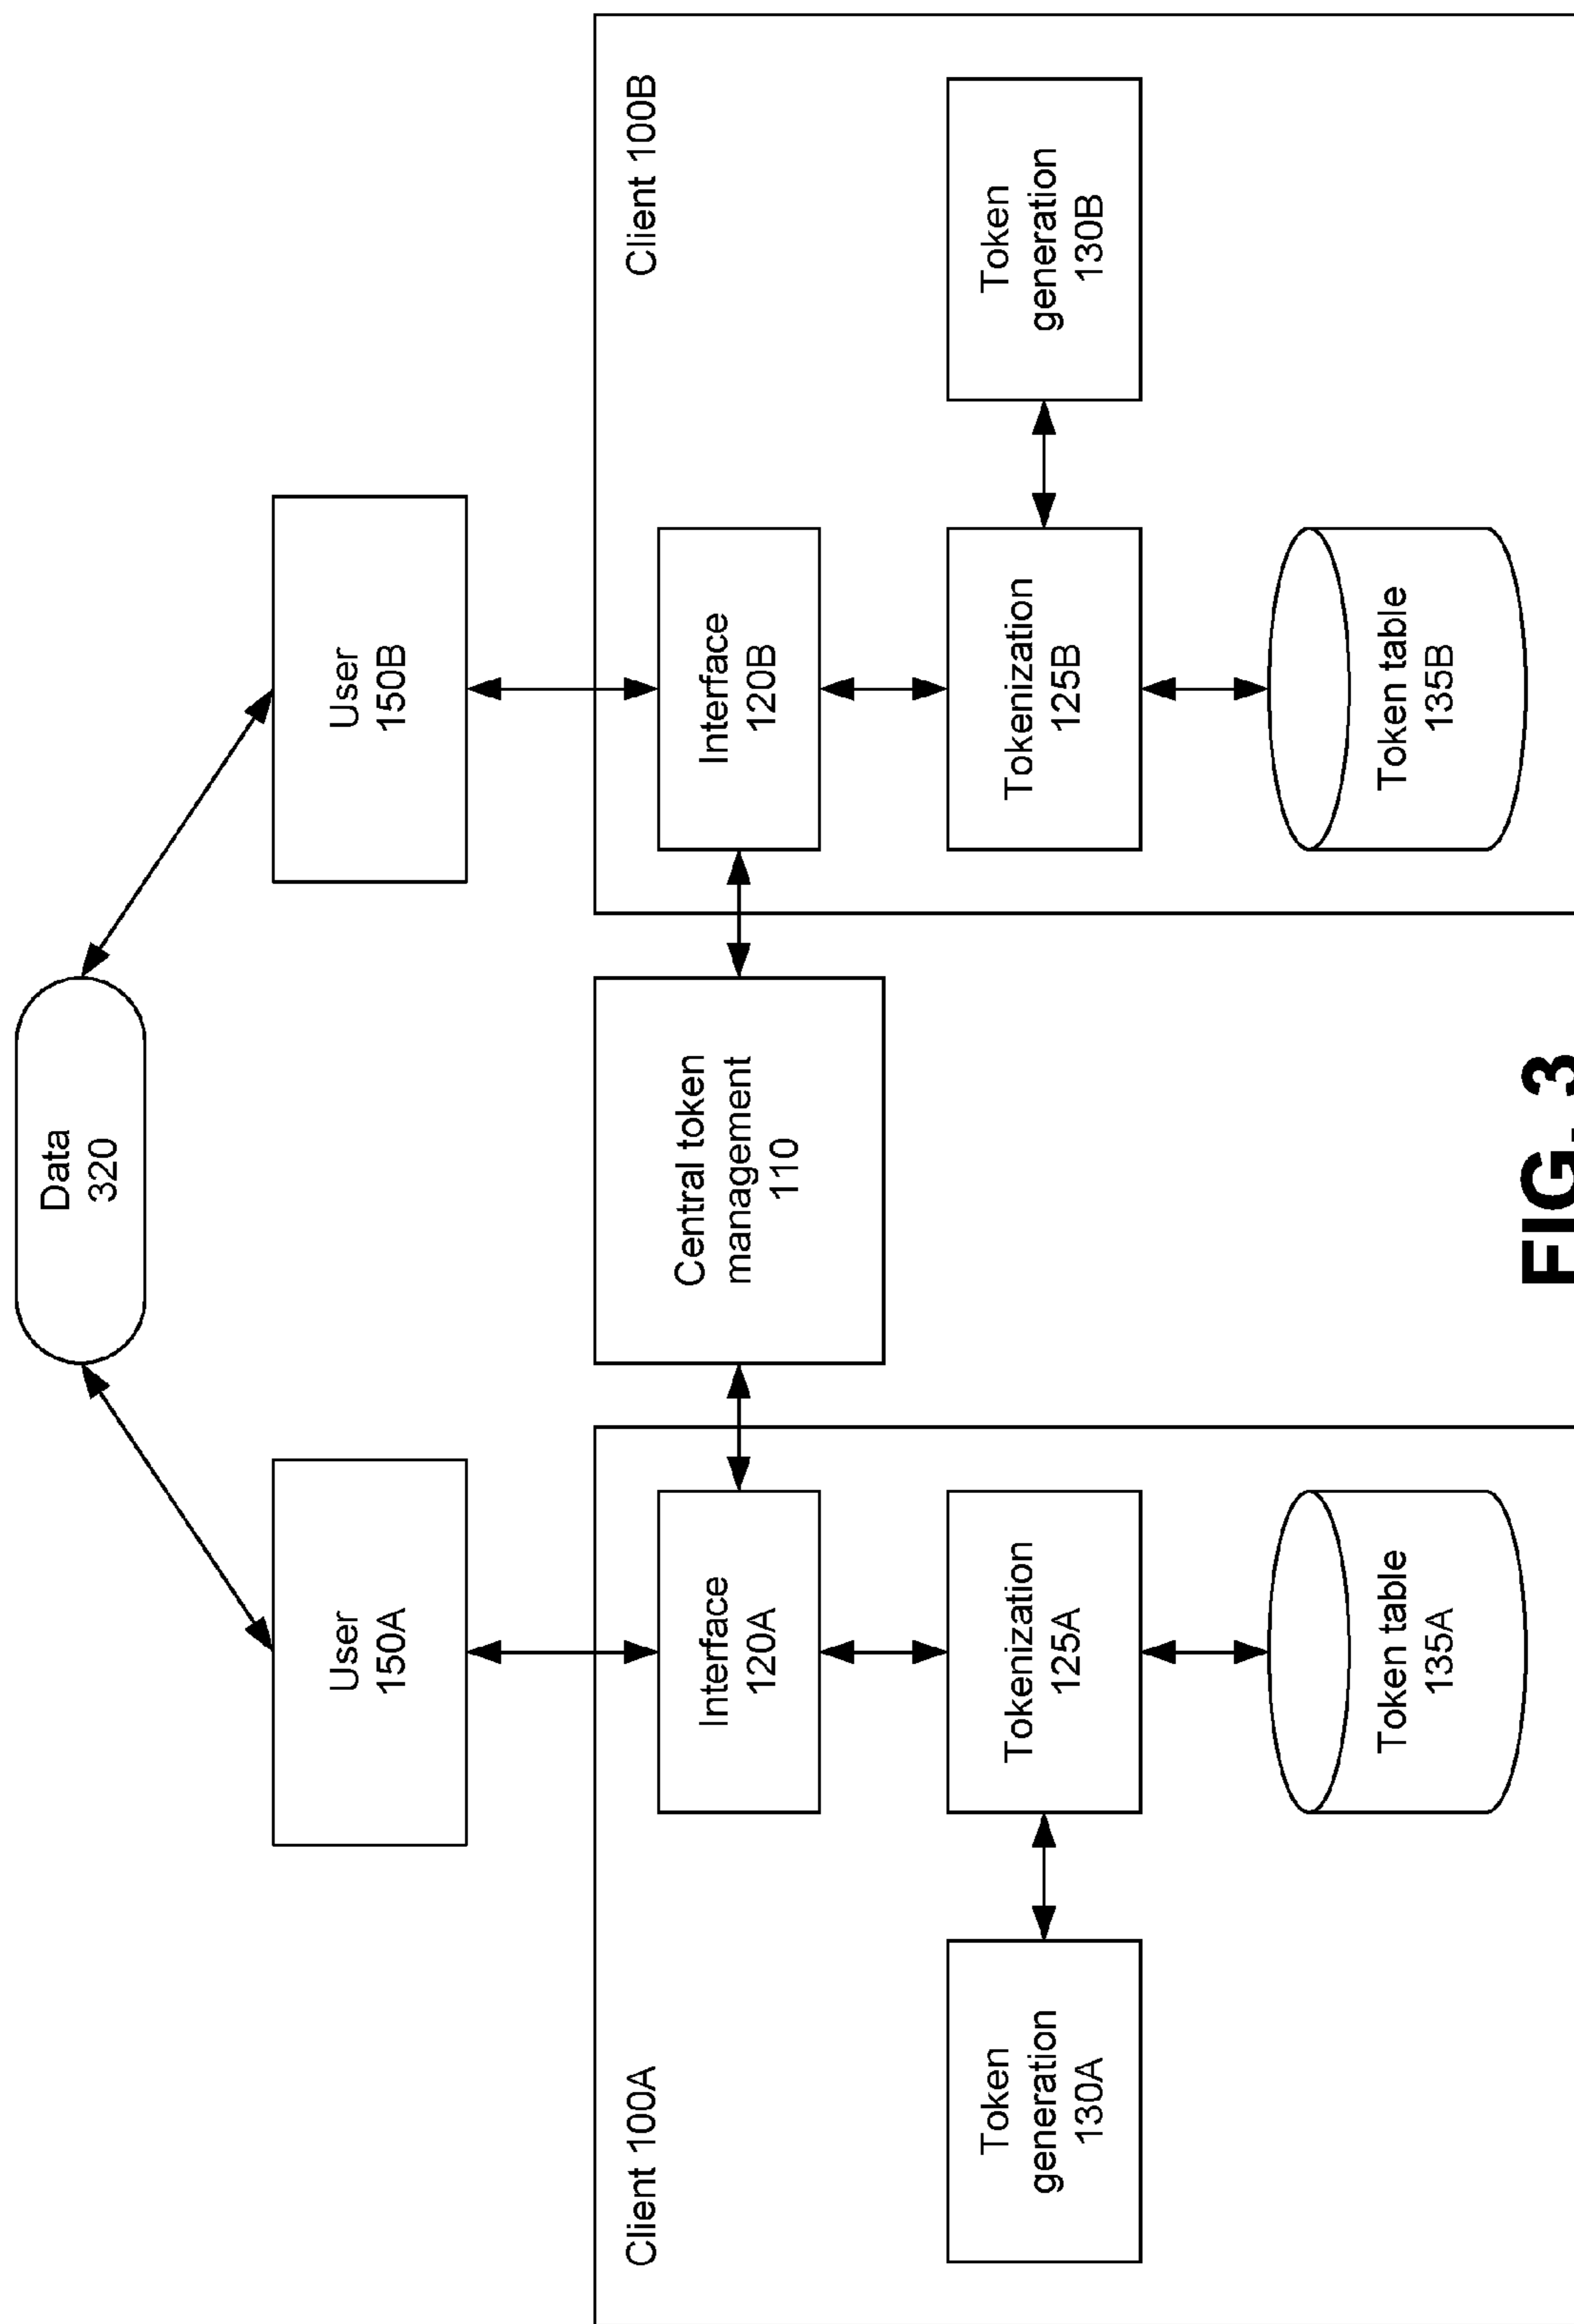 Data
320
User
150A
User
150B
Client 100A
Client 100B
Interface
120A
Central token
management
110
Interface
120B
Token
generation
130A
Tokenization
125A
Tokenization
125B
Token
generation
130B
Token table
135A
Token table
135B
FIG. 3